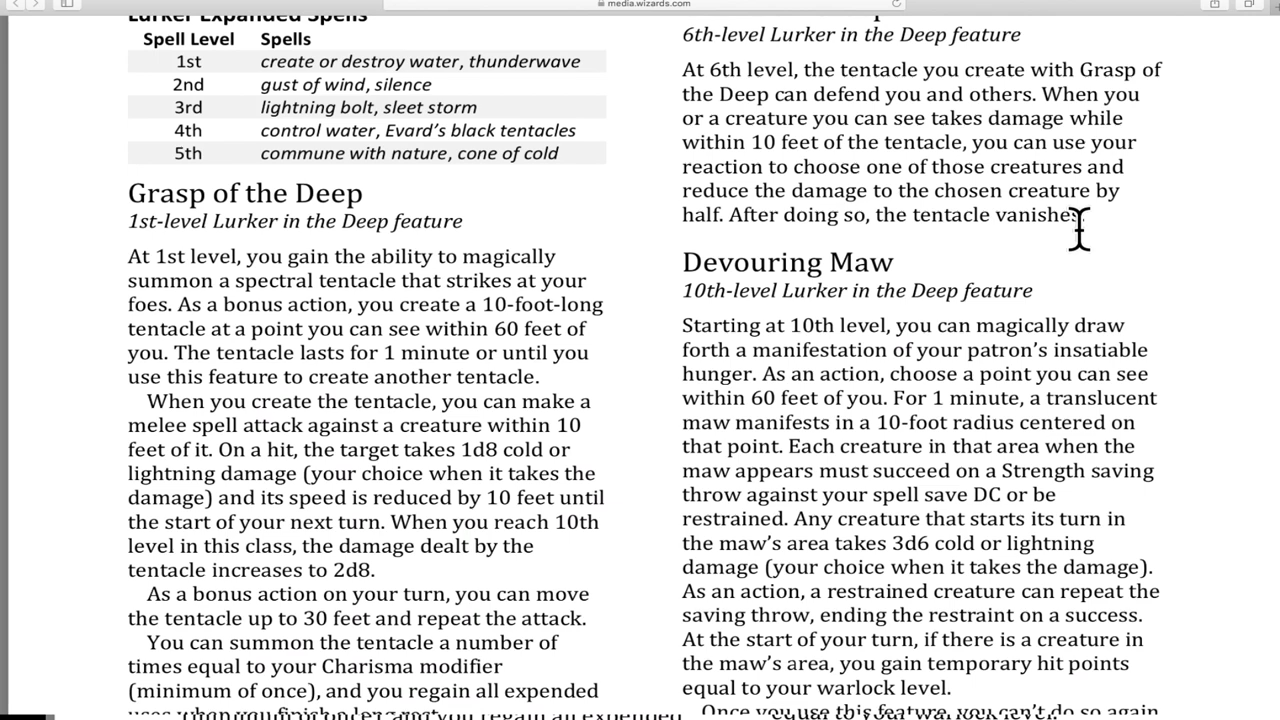 media.wizards.com
Lurker Expanded Spells
Spell Level Spells
1st create or destroy water, thunderwave
2nd gust of wind, silence
3rd lightning bolt, sleet storm
4th control water, Evard's black tentacles
5th commune with nature, cone of cold
Grasp of the Deep
1st-level Lurker in the Deep feature
At 1st level, you gain the ability to magically
summon a spectral tentacle that strikes at your
foes. As a bonus action, you create a 10-foot-long
tentacle at a point you can see within 60 feet of
you. The tentacle lasts for 1 minute or until you
use this feature to create another tentacle.
When you create the tentacle, you can make a
melee spell attack against a creature within 10
feet of it. On a hit, the target takes 1d8 cold or
lightning damage (your choice when it takes the
damage) and its speed is reduced by 10 feet until
the start of your next turn. When you reach 10th
level in this class, the damage dealt by the
tentacle increases to 2d8.
As a bonus action on your turn, you can move
the tentacle up to 30 feet and repeat the attack.
You can summon the tentacle a number of
times equal to your Charisma modifier
(minimum of once), and you regain all expended
6th-level Lurker in the Deep feature
At 6th level, the tentacle you create with Grasp of
the Deep can defend you and others. When you
or a creature you can see takes damage while
within 10 feet of the tentacle, you can use your
reaction to choose one of those creatures and
reduce the damage to the chosen creature by
half. After doing so, the tentacle vanishes.
Devouring Maw
10th-level Lurker in the Deep feature
Starting at 10th level, you can magically draw
forth a manifestation of your patron's insatiable
hunger. As an action, choose a point you can see
within 60 feet of you. For 1 minute, a translucent
maw manifests in a 10-foot radius centered on
that point. Each creature in that area when the
maw appears must succeed on a Strength saving
throw against your spell save DC or be
restrained. Any creature that starts its turn in
the maw's area takes 3d6 cold or lightning
damage (your choice when it takes the damage).
As an action, a restrained creature can repeat the
saving throw, ending the restraint on a success.
At the start of your turn, if there is a creature in
the maw's area, you gain temporary hit points
equal to your warlock level.
Once you use this feature, you can't do so again